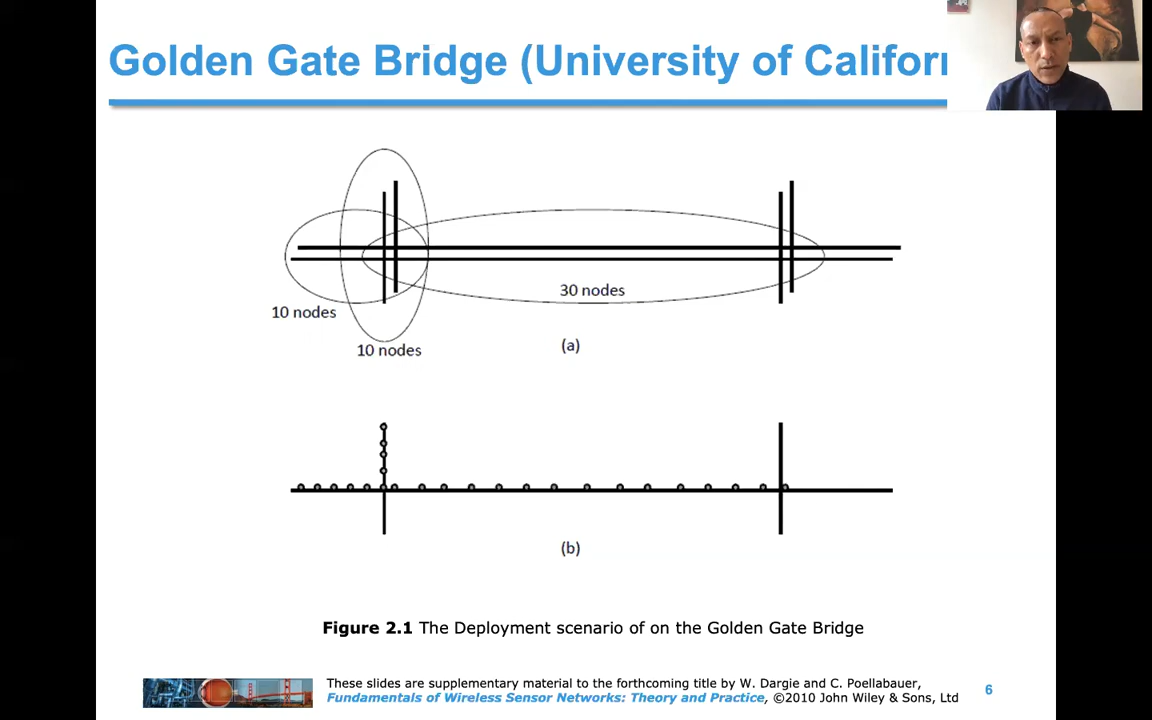 Golden Gate Bridge (University of Califor
10 nodes
30 nodes
10 nodes
(a)
(b)
Figure 2.1 The Deployment scenario of on the Golden Gate Bridge
These slides are supplementary material to the forthcoming title by W. Dargie and C. Poellabauer,
Fundamentals of Wireless Sensor Networks: Theory and Practice, ©2010 John Wiley & Sons, Ltd
6